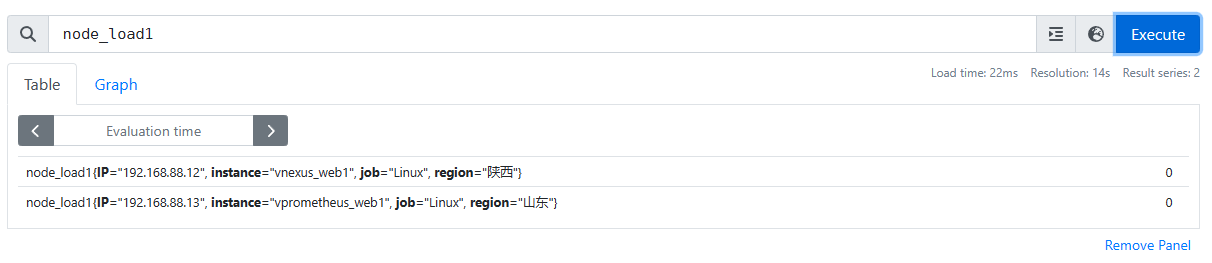 node_load1
Execute
Load time: 22ms Resolution: 14s Result series: 2
Table Graph
Evaluation time
node_load1{IP="192.168.88.12", instance="vnexus_web1", job="Linux", region="陕西"} 0
node_load1{IP="192.168.88.13", instance="vprometheus_web1", job="Linux", region="山东"} 0
Remove Panel